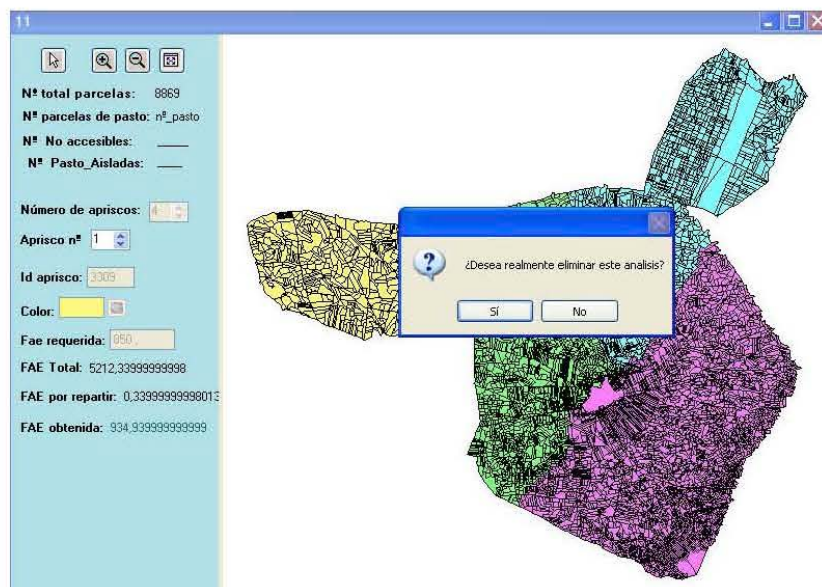 11
Nº total parcelas: 8869
Nº parcelas de pasto: nº_pasto
Nº No accesibles:
Nº Pasto_Aisladas:
Número de apriscos: 4
Aprisco nº 1
Id aprisco: 3309
Color:
Fae requerida: 850 ,
FAE Total: 5212,33999999998
FAE por repartir: 0,33999999998013
FAE obtenida: 934,939999999999
¿Desea realmente eliminar este analisis?
Sí
No